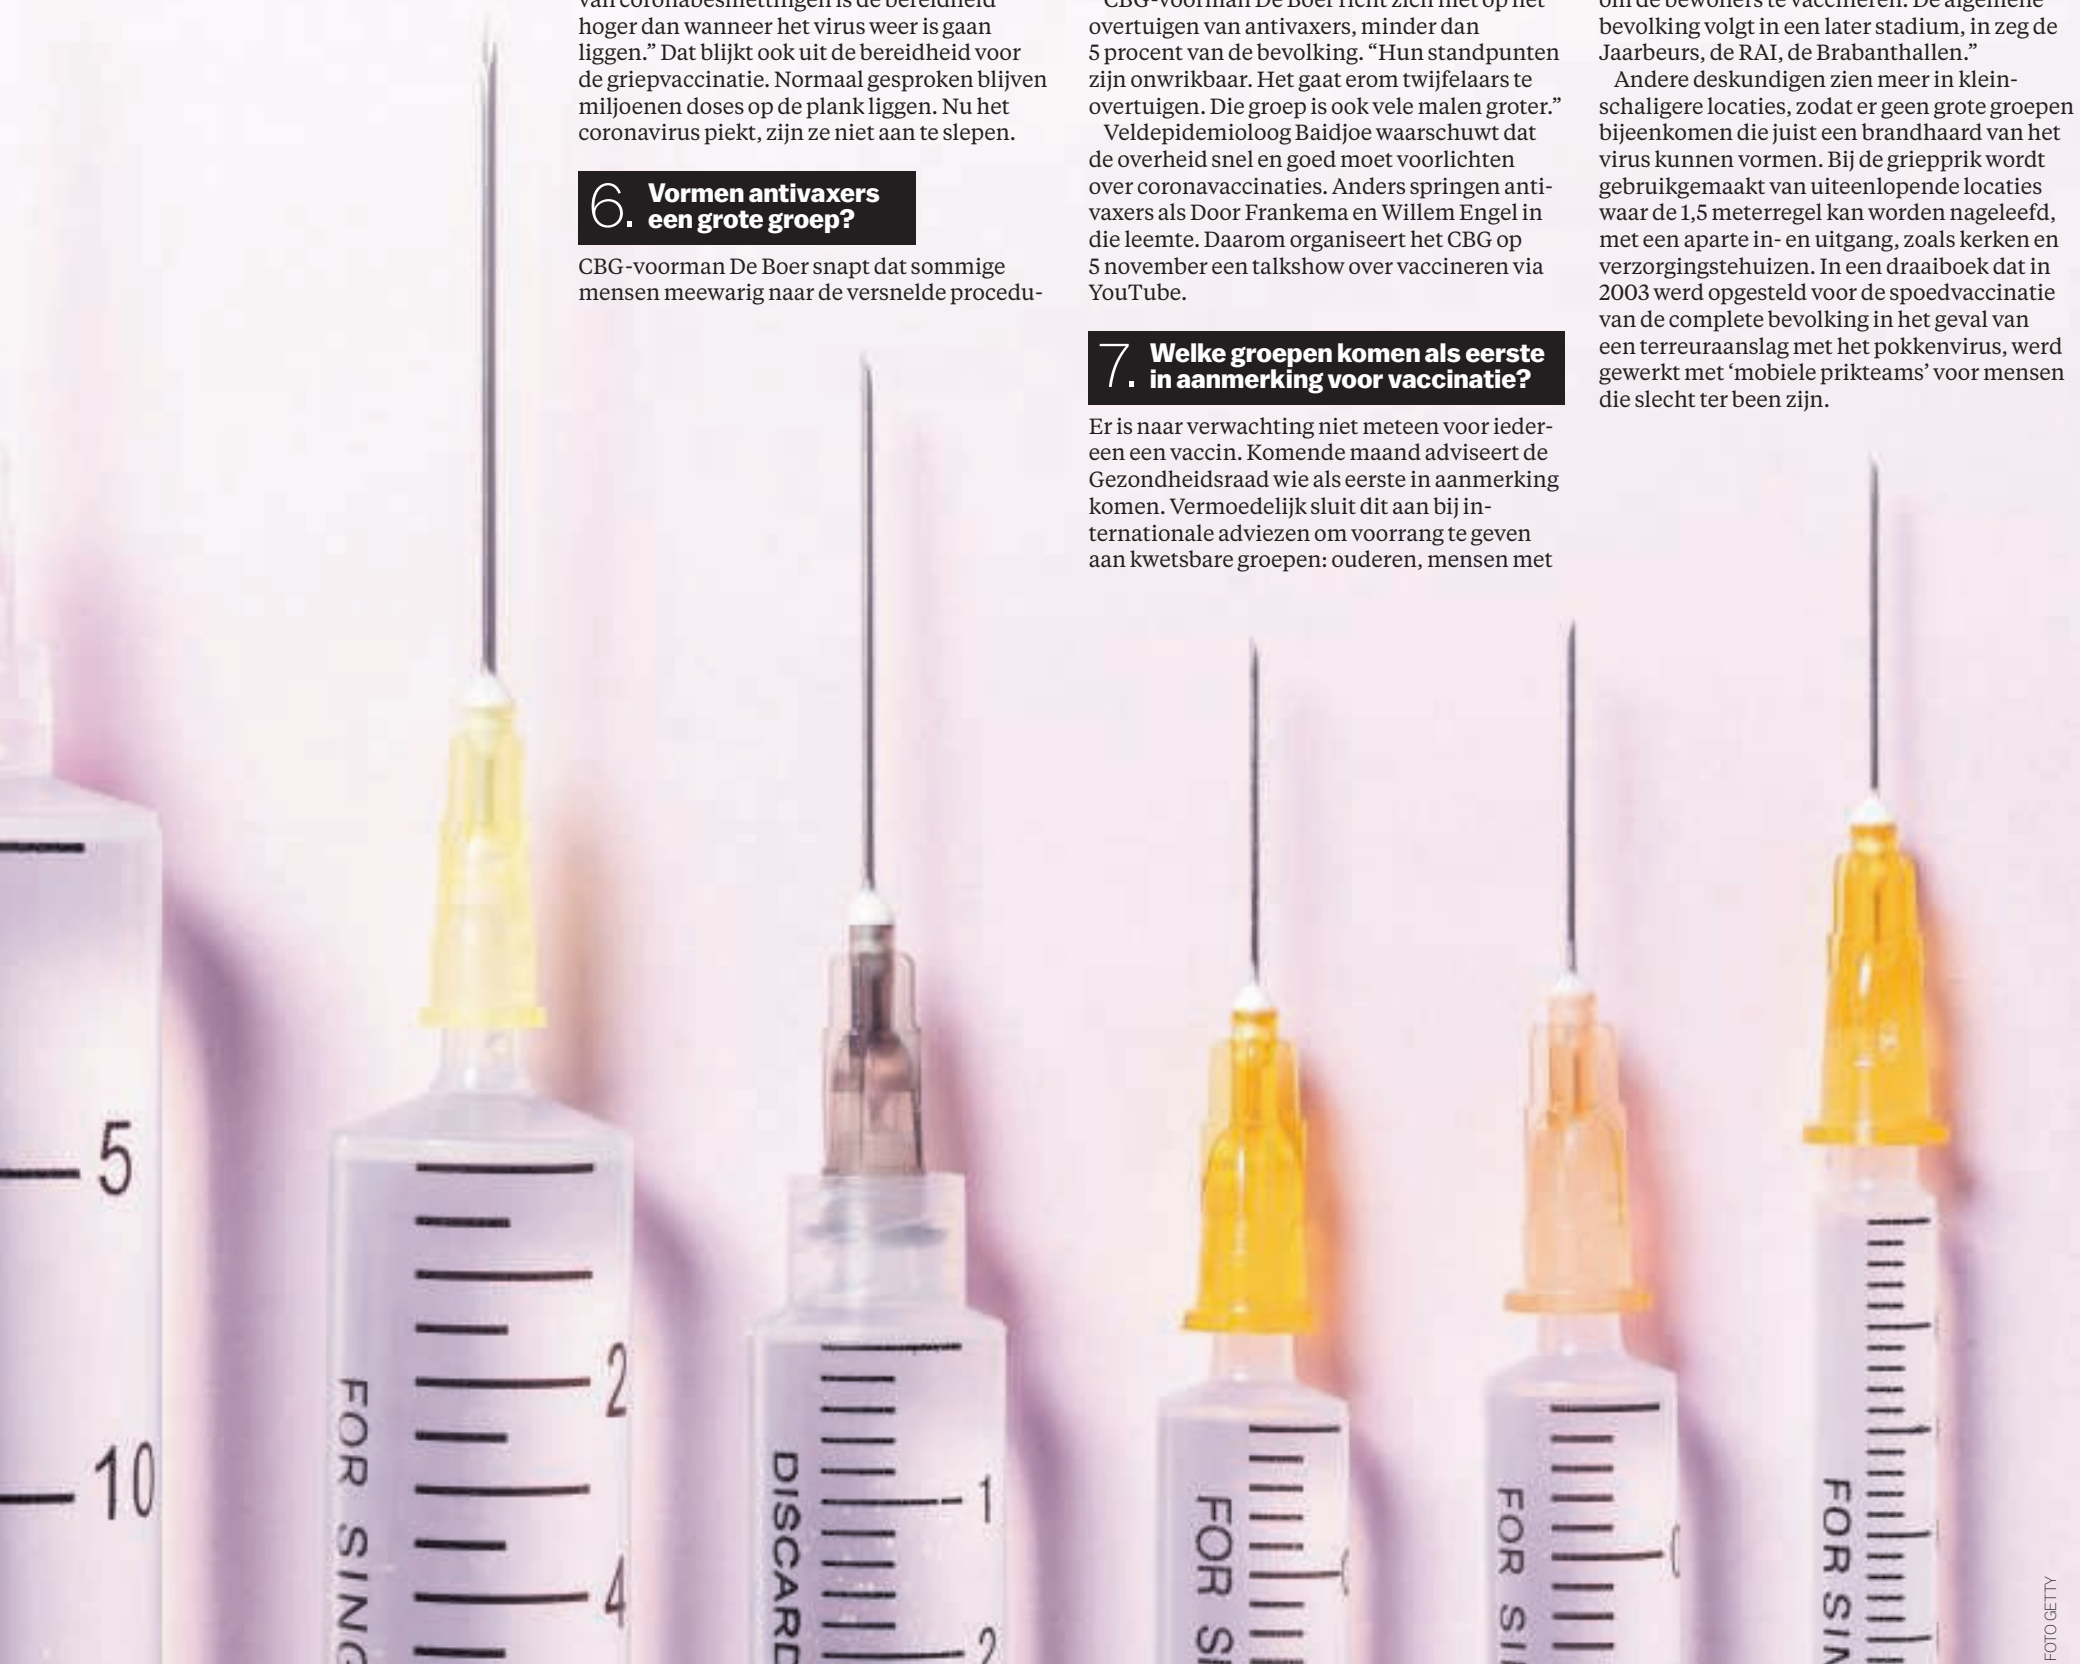 van coronabesmettingen is de bereidheid
hoger dan wanneer het virus weer is gaan
liggen.” Dat blijkt ook uit de bereidheid voor
de griepvaccinatie. Normaal gesproken blijven
miljoenen doses op de plank liggen. Nu het
coronavirus piekt, zijn ze niet aan te slepen.
6. Vormen antivaxers
een grote groep?
CBG-voorman De Boer snapt dat sommige
mensen meewarig naar de versnelde procedu-
CBG-voorman De Boer richt zich niet op het
overtuigen van antivaxers, minder dan
5 procent van de bevolking. “Hun standpunten
zijn onwrikbaar. Het gaat erom twijfelaars te
overtuigen. Die groep is ook vele malen groter.”
Veldepidemioloog Baidjoe waarschuwt dat
de overheid snel en goed moet voorlichten
over coronavaccinaties. Anders springen anti-
vaxers als Door Frankema en Willem Engel in
die leemte. Daarom organiseert het CBG op
5 november een talkshow over vaccineren via
YouTube.
7. Welke groepen komen als eerste
in aanmerking voor vaccinatie?
Er is naar verwachting niet meteen voor ieder-
een een vaccin. Komende maand adviseert de
Gezondheidsraad wie als eerste in aanmerking
komen. Vermoedelijk sluit dit aan bij in-
ternationale adviezen om voorrang te geven
aan kwetsbare groepen: ouderen, mensen met
om de bewoners te vaccineren. De algemene
bevolking volgt in een later stadium, in zeg de
Jaarbeurs, de RAI, de Brabanthallen.”
Andere deskundigen zien meer in klein-
schaligere locaties, zodat er geen grote groepen
bijeenkomen die juist een brandhaard van het
virus kunnen vormen. Bij de griepprik wordt
gebruikgemaakt van uiteenlopende locaties
waar de 1,5 meterregel kan worden nageleefd,
met een aparte in- en uitgang, zoals kerken en
verzorgingstehuizen. In een draaiboek dat in
2003 werd opgesteld voor de spoedvaccinatie
van de complete bevolking in het geval van
een terreuraanslag met het pokkenvirus, werd
gewerkt met ‘mobiele prikteams’ voor mensen
die slecht ter been zijn.
5
10
FOR SING
2
4
DISCARD
1
2
FOR SI
FOR SI
FOR SIN
FOTO GETTY